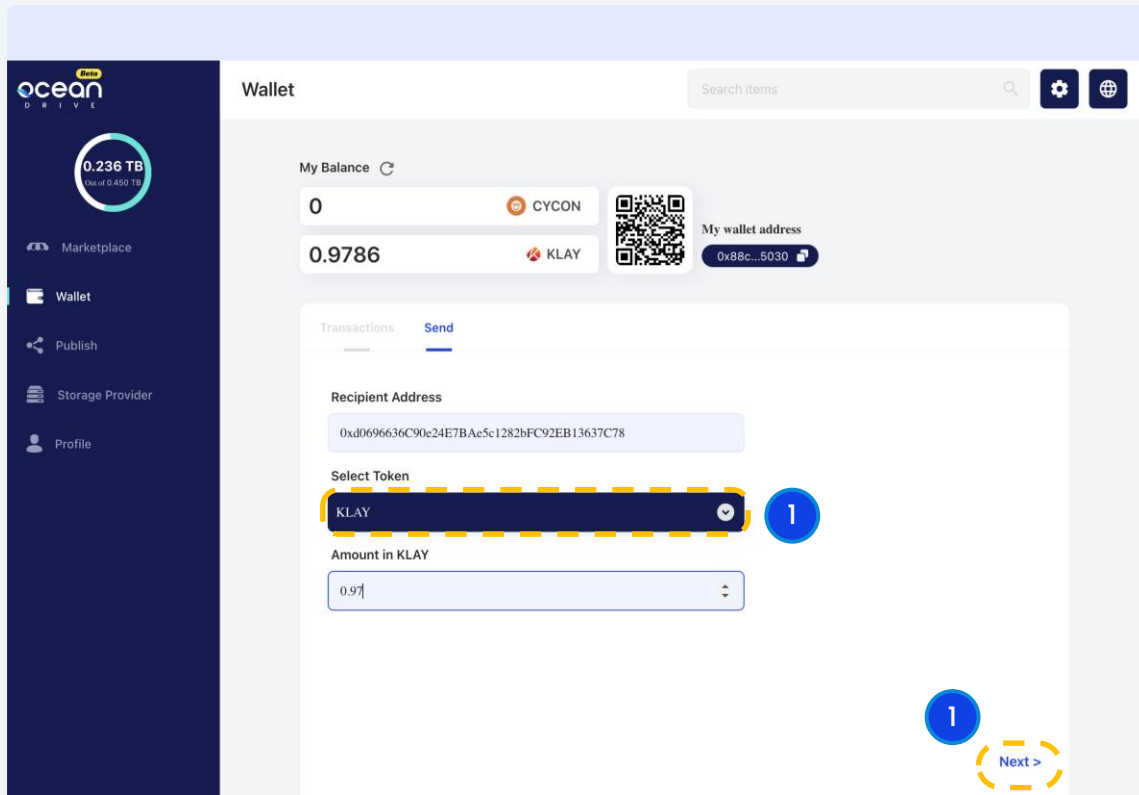 Beta
ocean
DRIVE
0.236 TB
Out of 0.450 TB
Marketplace
Wallet
Publish
Storage Provider
Profile
Wallet
Search items
My Balance
0 CYCON
0.9786 KLAY
My wallet address
0x88c...5030
Transactions Send
Recipient Address
0xd0696636C90e24E7BAe5c1282bFC92EB13637C78
Select Token
KLAY
1
Amount in KLAY
0.97
1
Next >